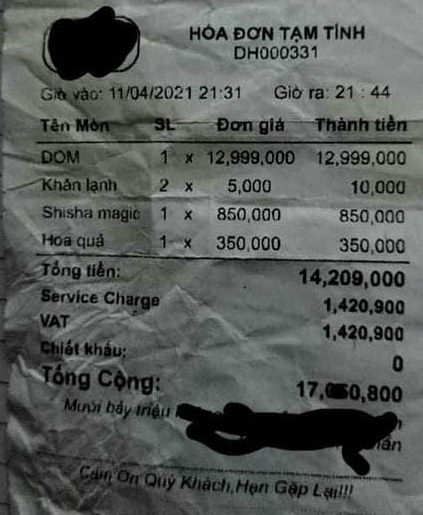 HÓA ĐƠN TẠM TÍNH
DH000331
Giờ vào: 11/04/2021 21:31 Giờ ra: 21 : 44
Tên Món SL Đơn giá Thành tiền
DOM 1 x 12,999,000 12,999,000
Khăn lạnh 2 x 5,000 10,000
Shisha magic 1 x 850,000 850,000
Hoa quả 1 x 350,000 350,000
Tổng tiền: 14,209,000
Service Charge 1,420,900
VAT 1,420,900
Chiết khấu: 0
Tổng Cộng: 0,800
Mười bảy triệu
Cám Ơn Quý Khách,Hẹn Gặp Lại!!!